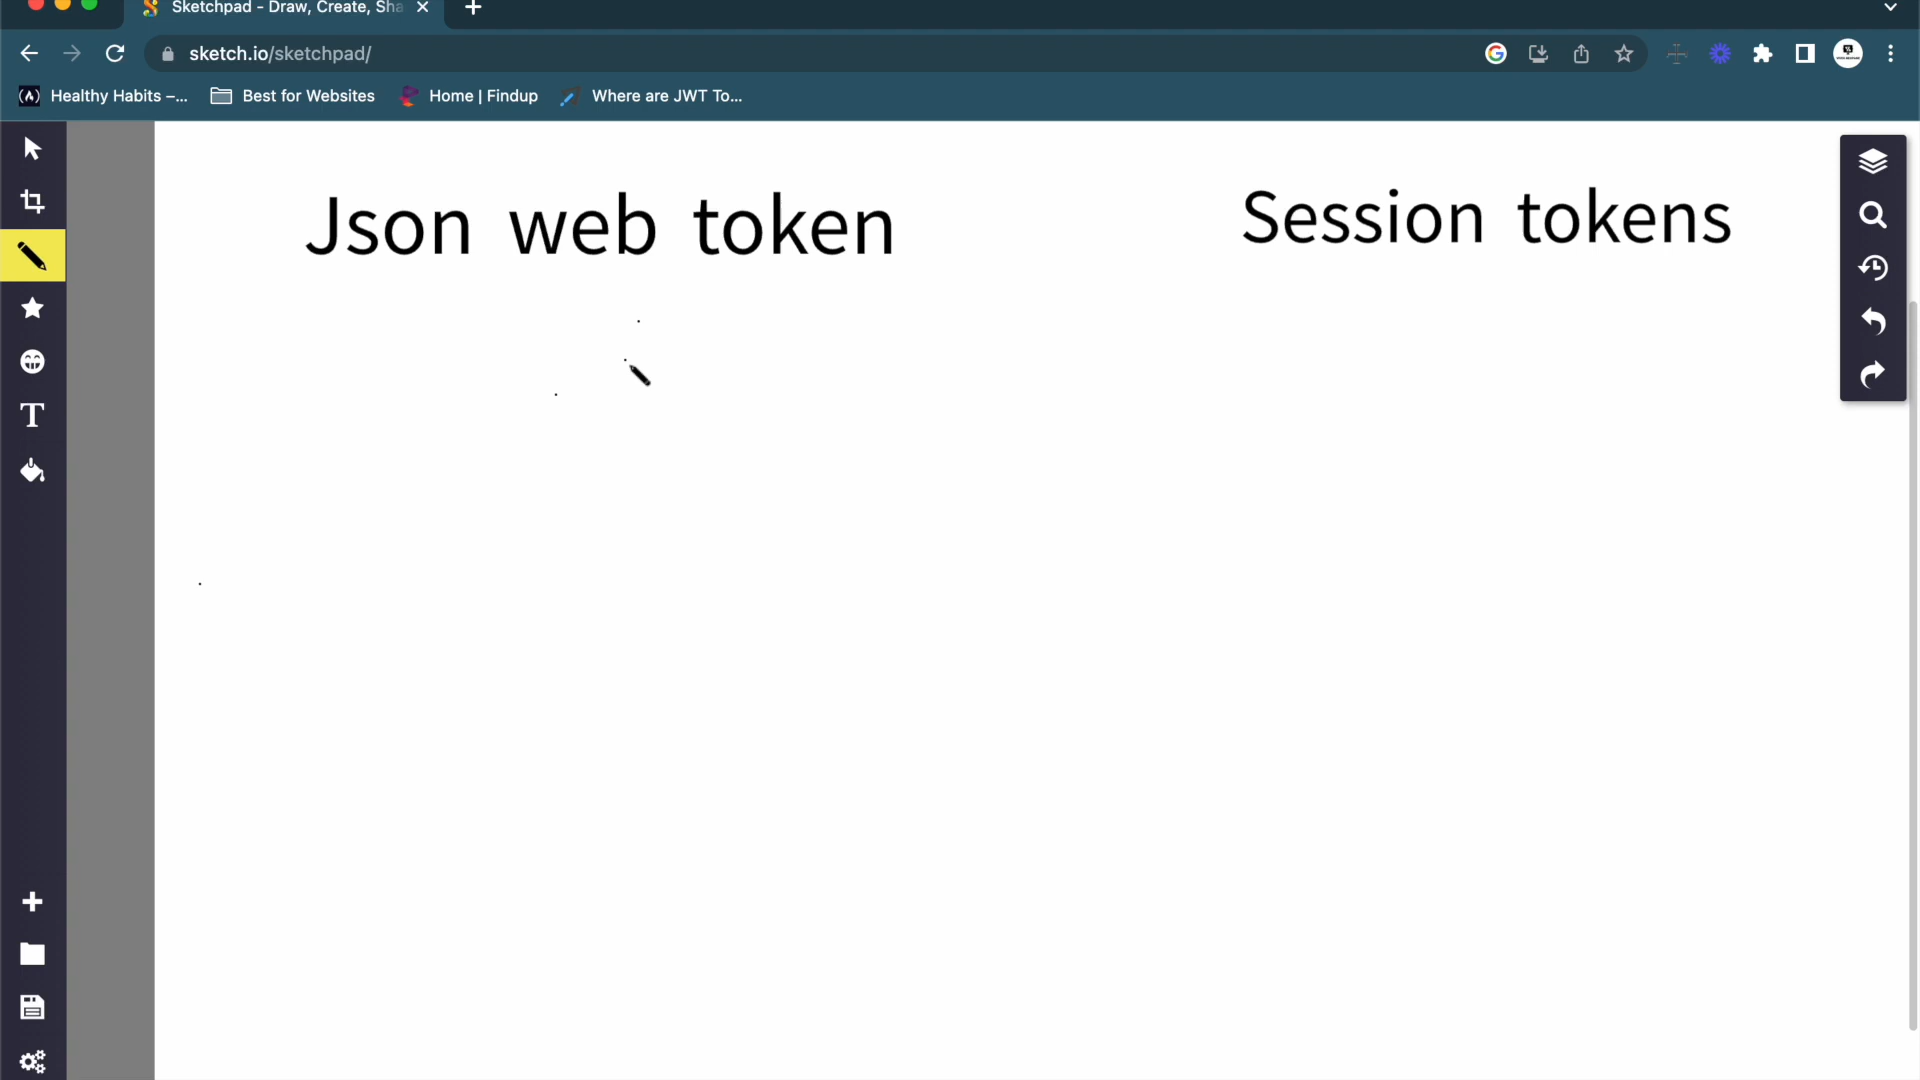 Sketchpad - Draw, Create, Sha
sketch.io/sketchpad/
Healthy Habits –...
Best for Websites
Home | Findup
Where are JWT To...
Json web token
Session tokens